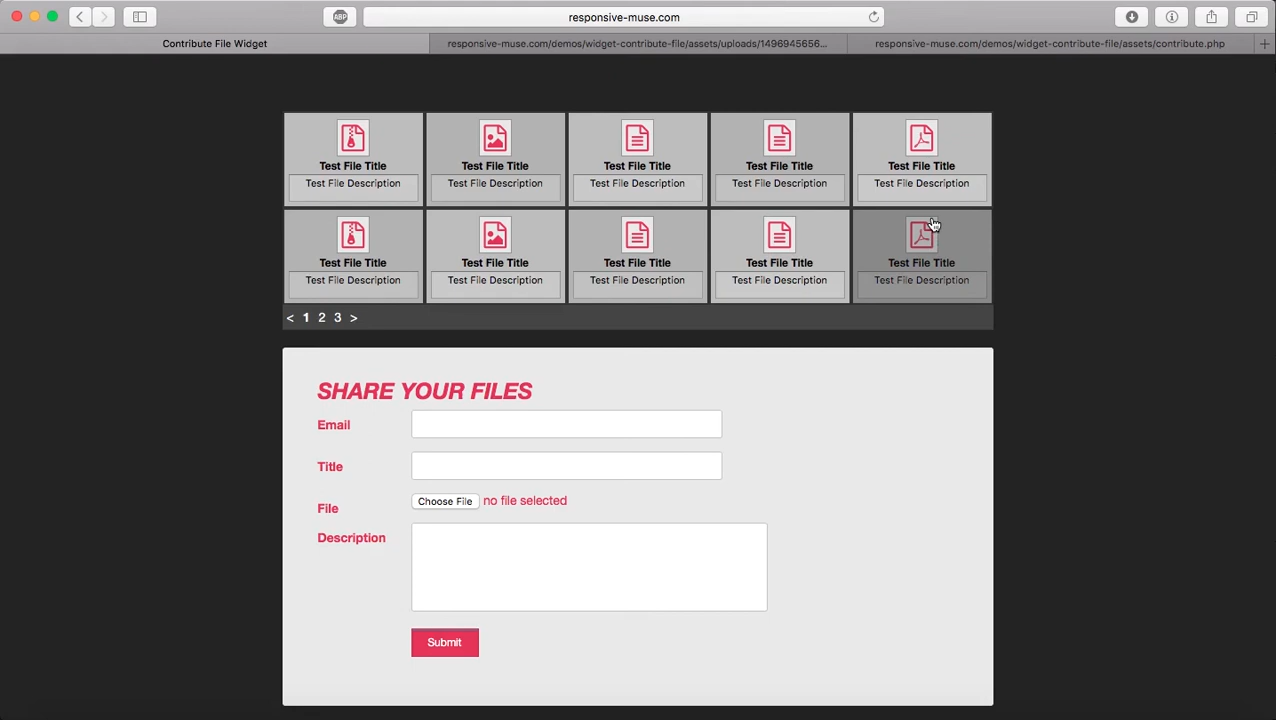 ABP
responsive-muse.com
Contribute File Widget
responsive-muse.com/demos/widget-contribute-file/assets/uploads/1496945656...
responsive-muse.com/demos/widget-contribute-file/assets/contribute.php
Test File Title Test File Title Test File Title Test File Title Test File Title
Test File Description Test File Description Test File Description Test File Description Test File Description
Test File Title Test File Title Test File Title Test File Title Test File Title
Test File Description Test File Description Test File Description Test File Description Test File Description
< 1 2 3 >
SHARE YOUR FILES
Email
Title
File Choose File no file selected
Description
Submit